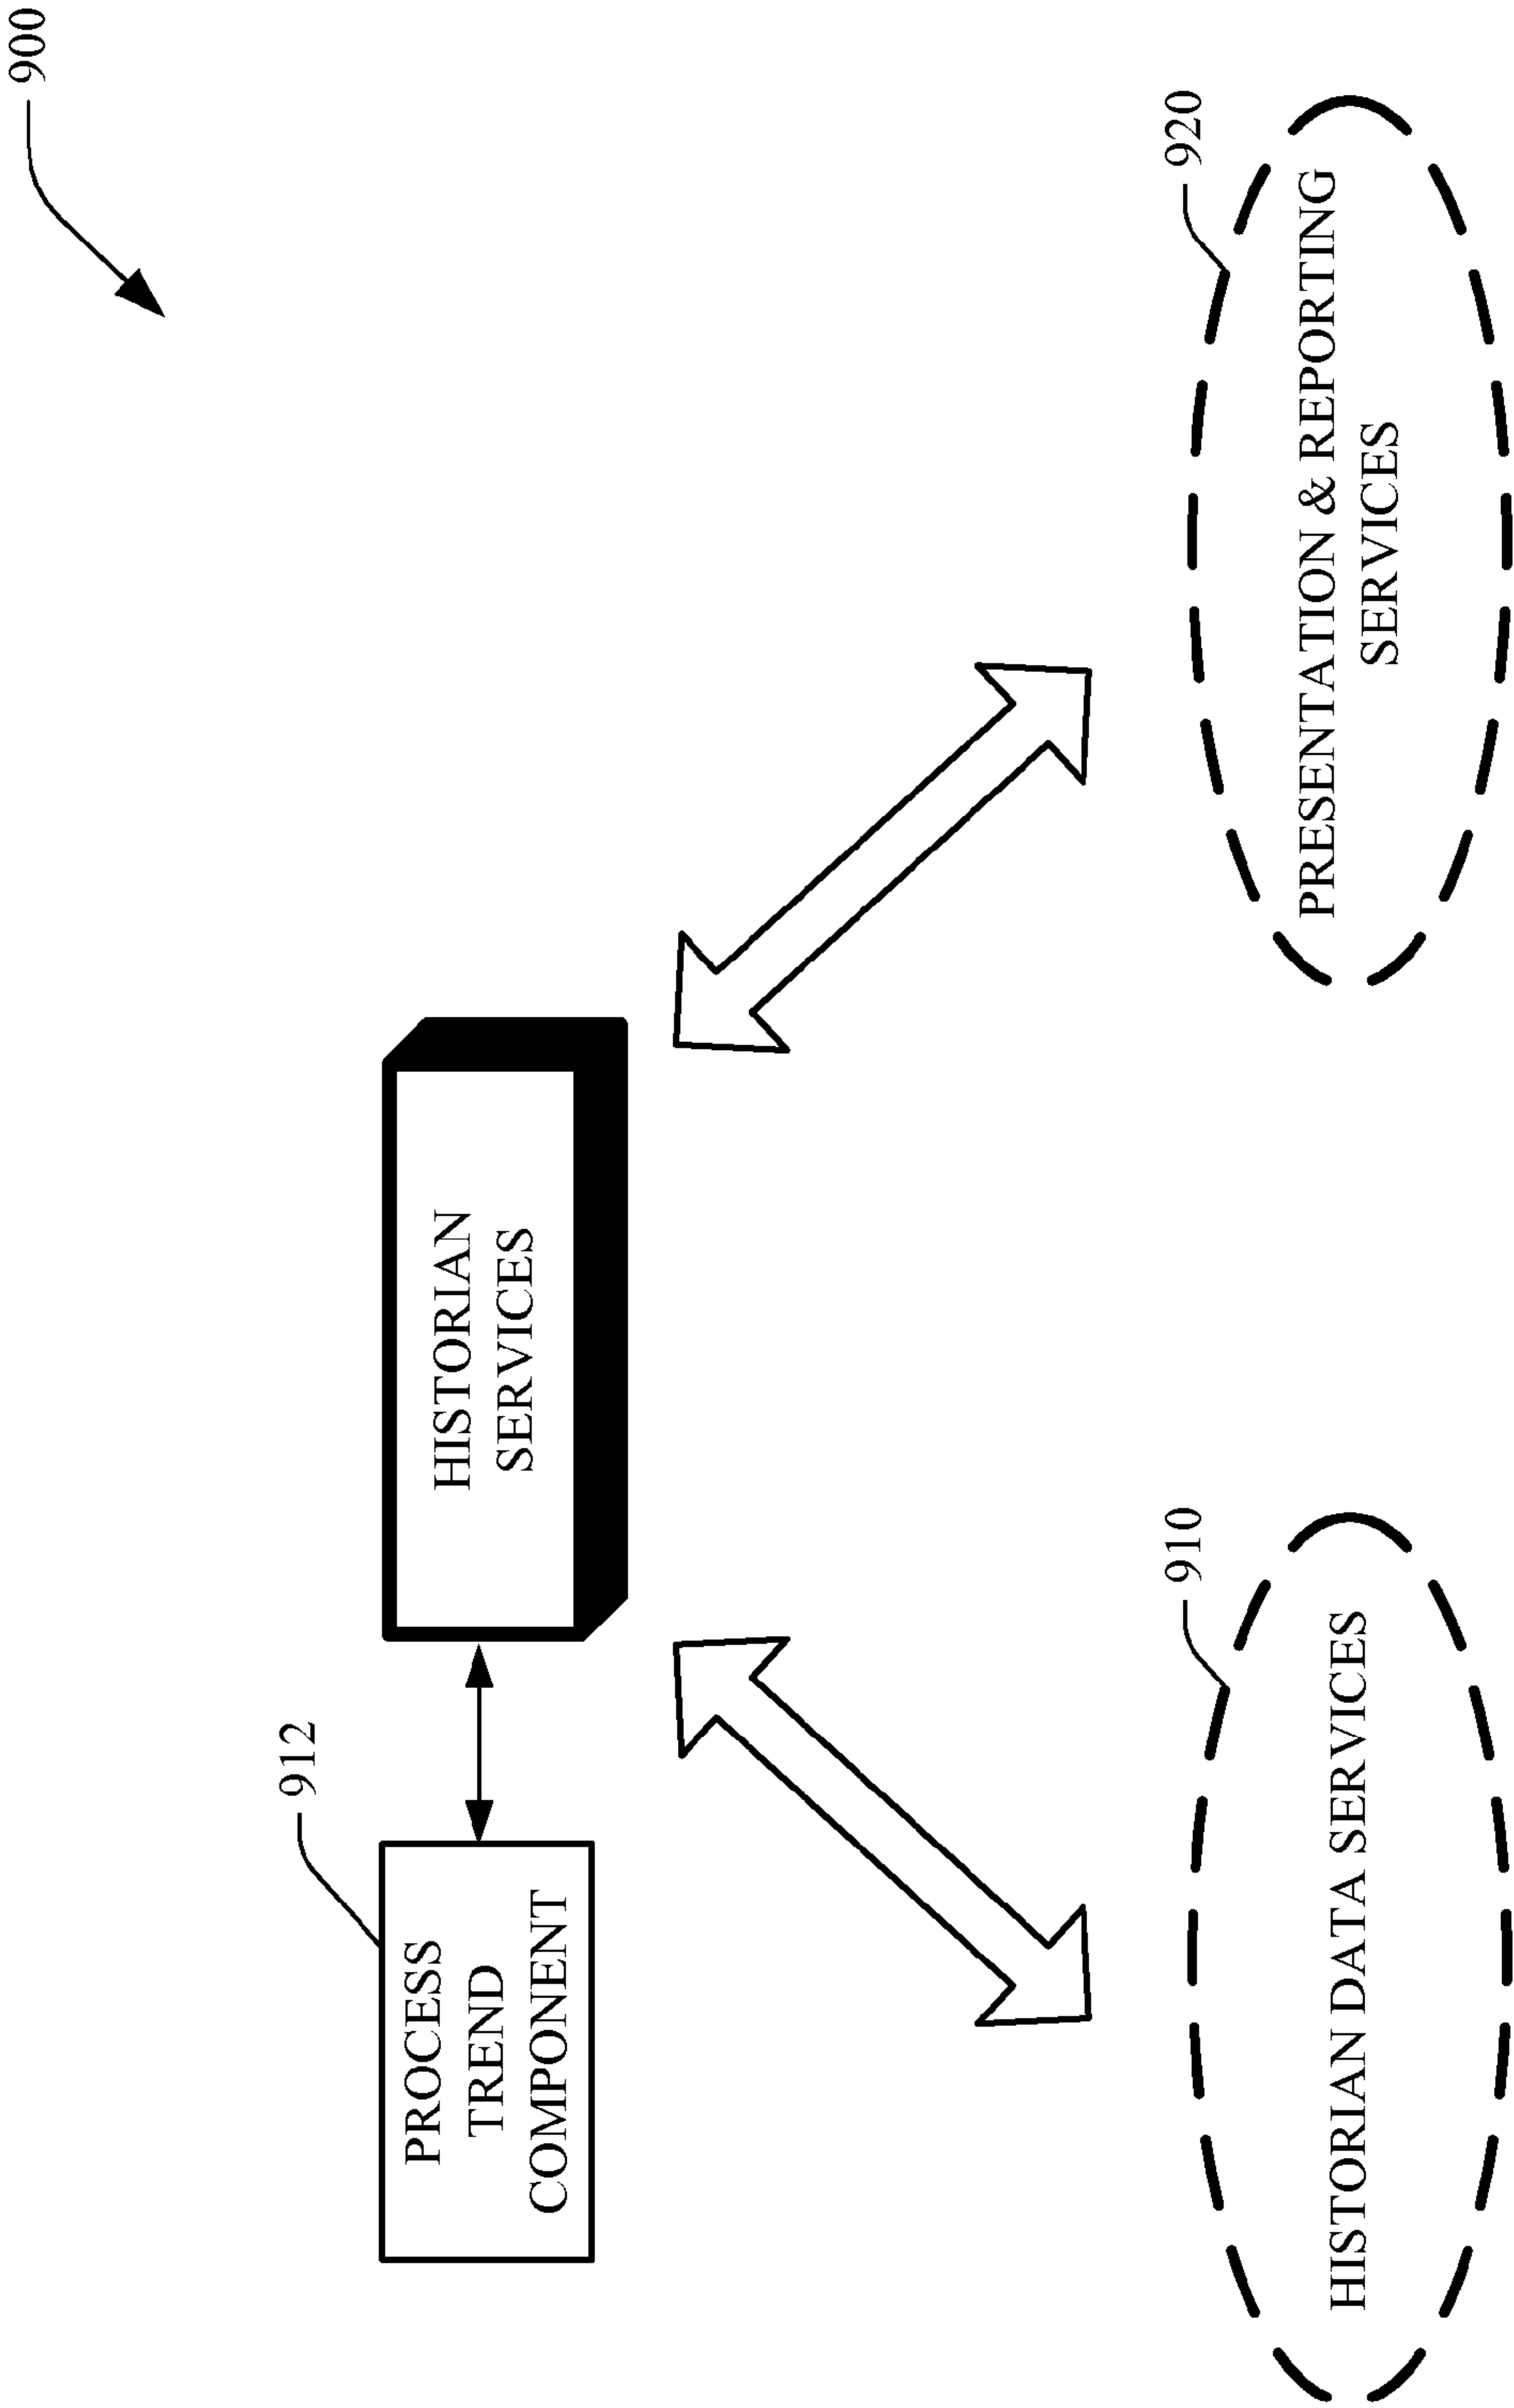 900
912
PROCESS
TREND
COMPONENT
HISTORIAN
SERVICES
910
HISTORIAN DATA SERVICES
920
PRESENTATION & REPORTING
SERVICES